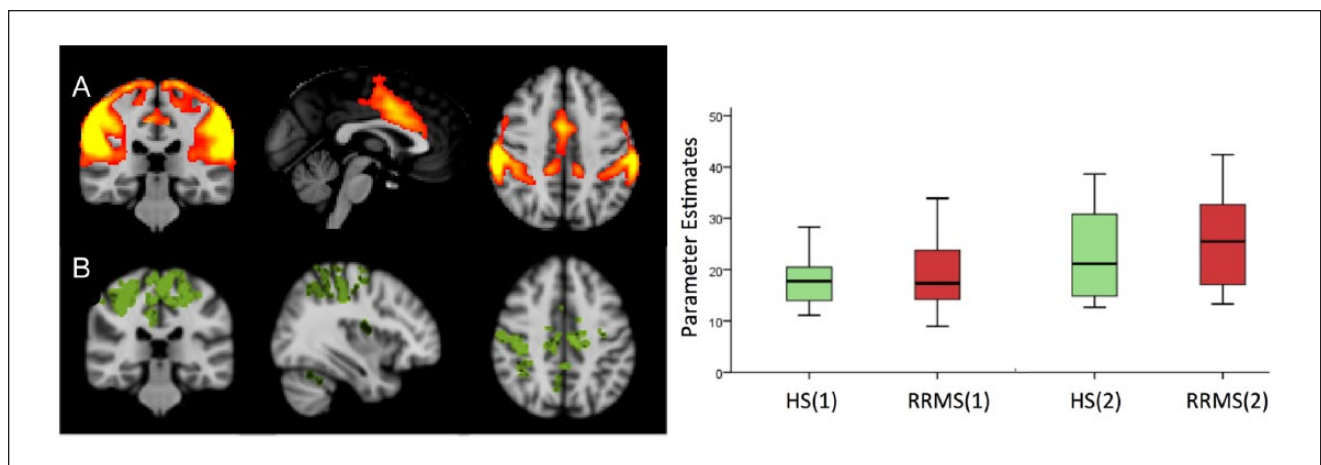 A
B
Parameter Estimates
50
40
30
20
10
0
HS(1)
RRMS(1)
HS(2)
RRMS(2)